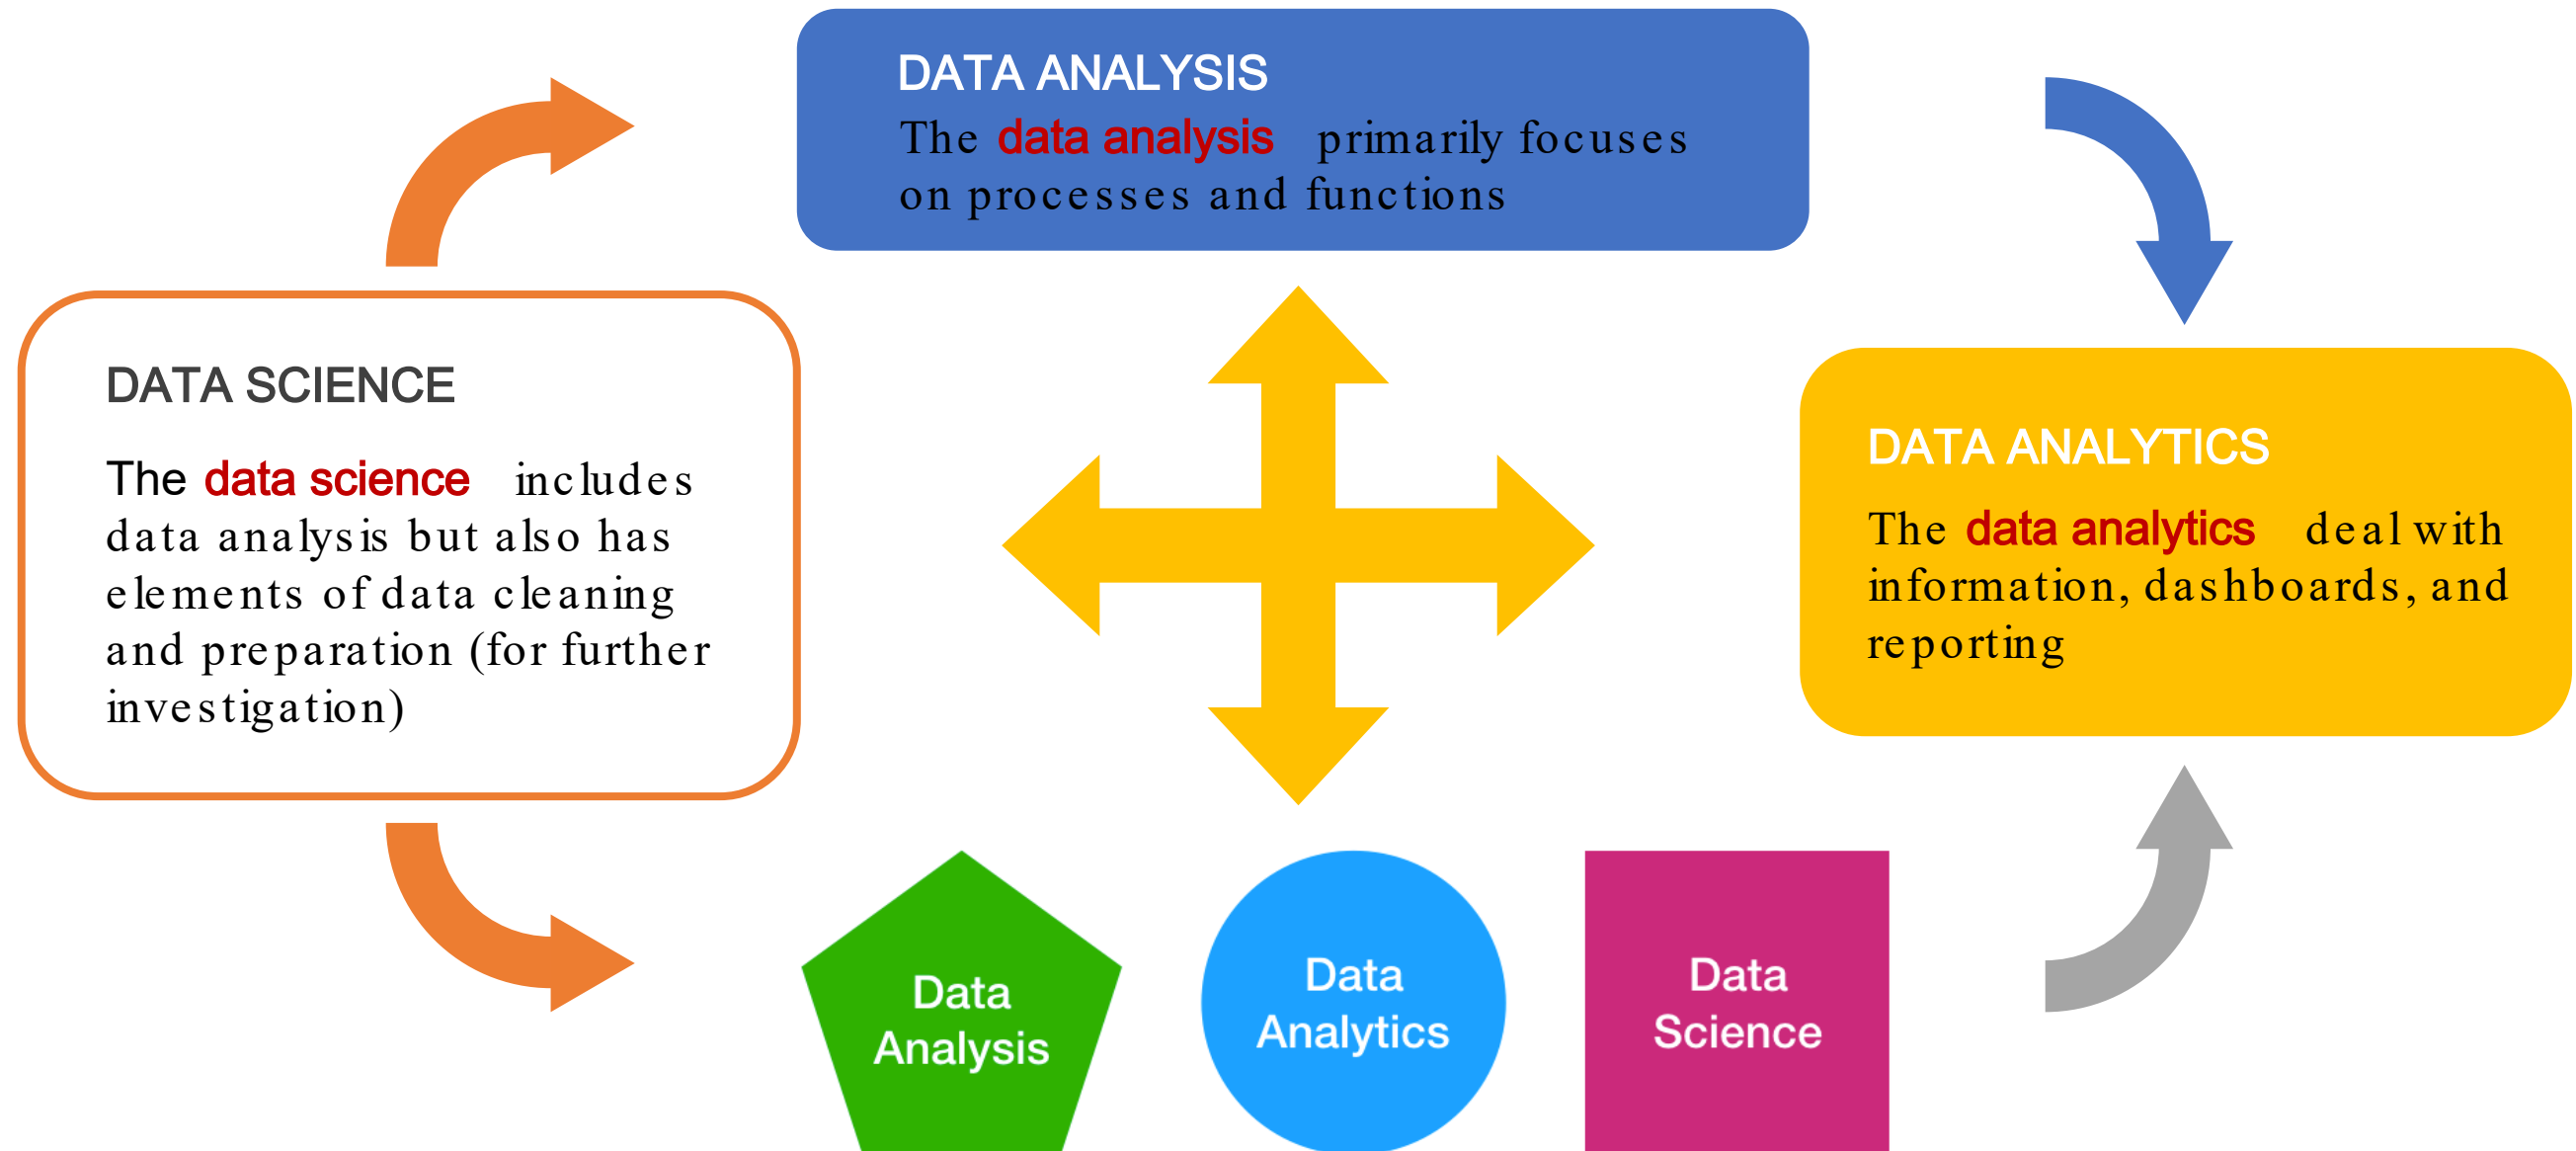 DATA ANALYSIS
The data analysis primarily focuses
on processes and functions
DATA SCIENCE
The data science includes
data analysis but also has
elements of data cleaning
and preparation (for further
investigation)
DATA ANALYTICS
The data analytics deal with
information, dashboards, and
reporting
Data
Analysis
Data
Analytics
Data
Science